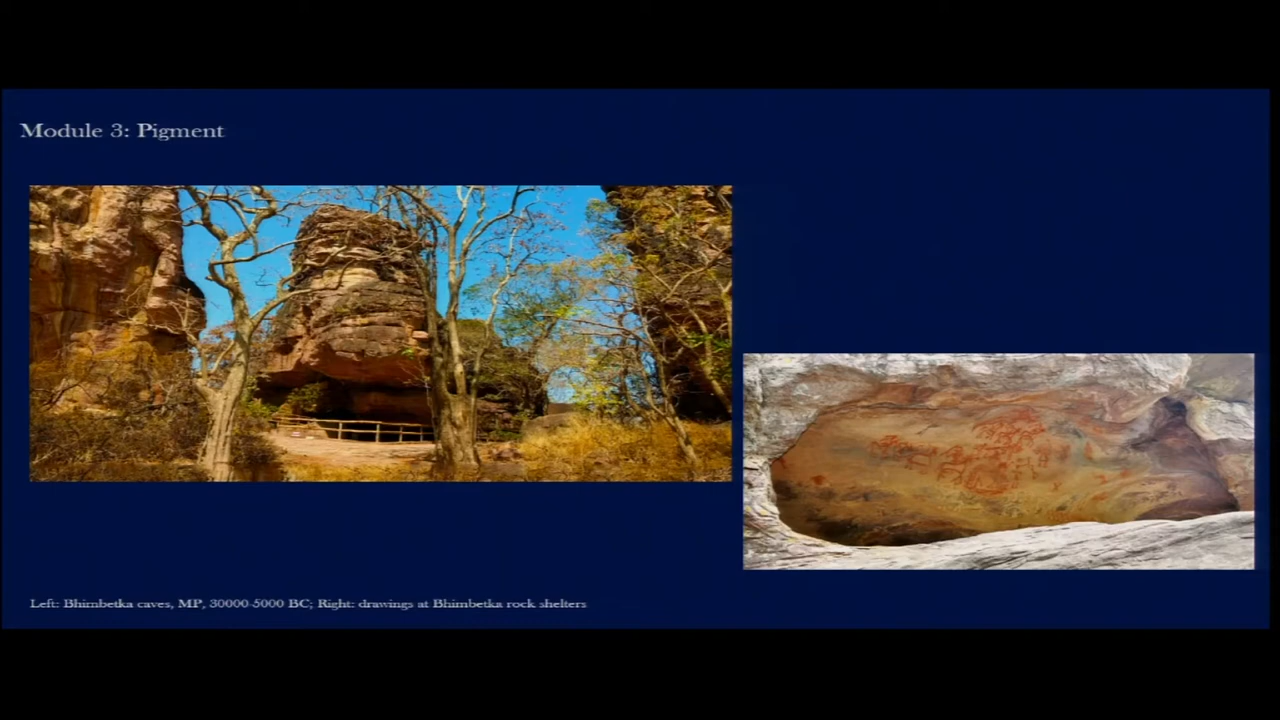 Module 3: Pigment
Left: Bhimbetka caves, MP, 30000-5000 BC; Right: drawings at Bhimbetka rock shelters